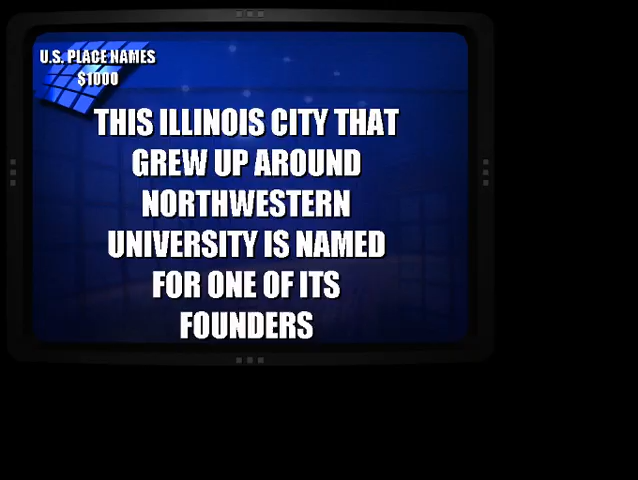 U.S. PLACE NAMES
$1000
THIS ILLINOIS CITY THAT
GREW UP AROUND
NORTHWESTERN
UNIVERSITY IS NAMED
FOR ONE OF ITS
FOUNDERS